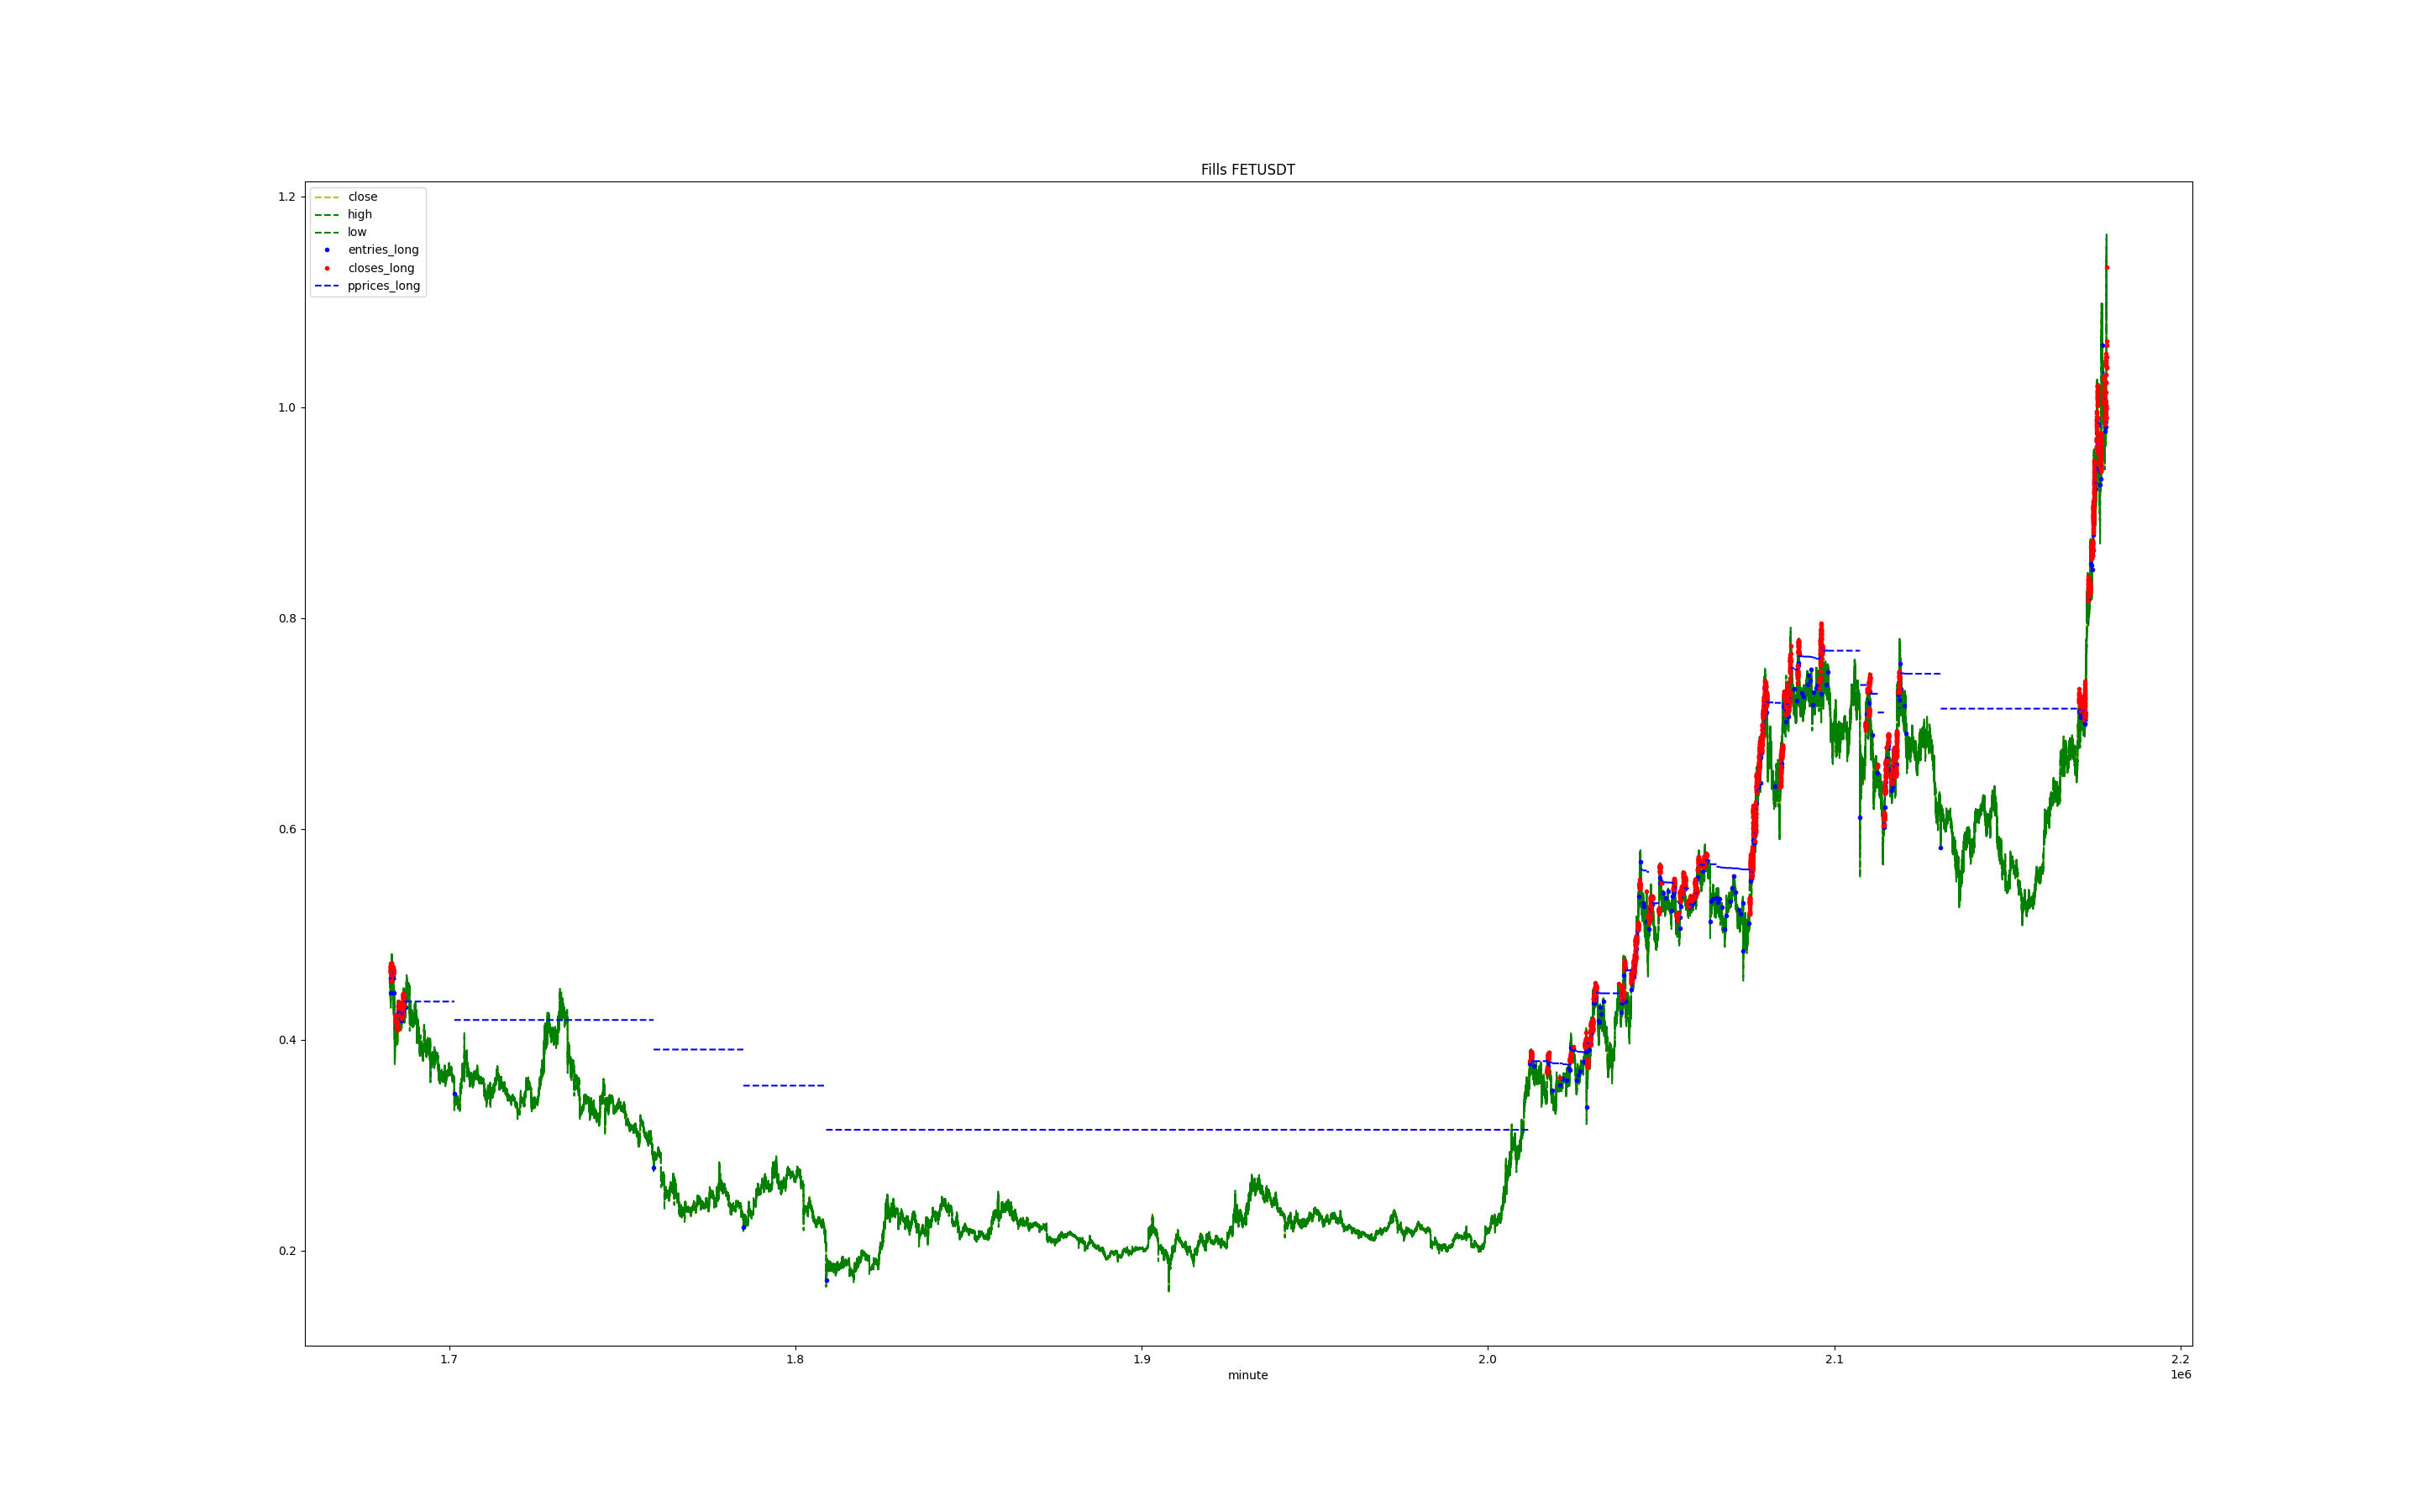 Fills FETUSDT
close
high
low
entries_long
closes_long
pprices_long
1.2
1.0
0.8
0.6
0.4
0.2
1.7 1.8 1.9 2.0 2.1 2.2
minute 1e6